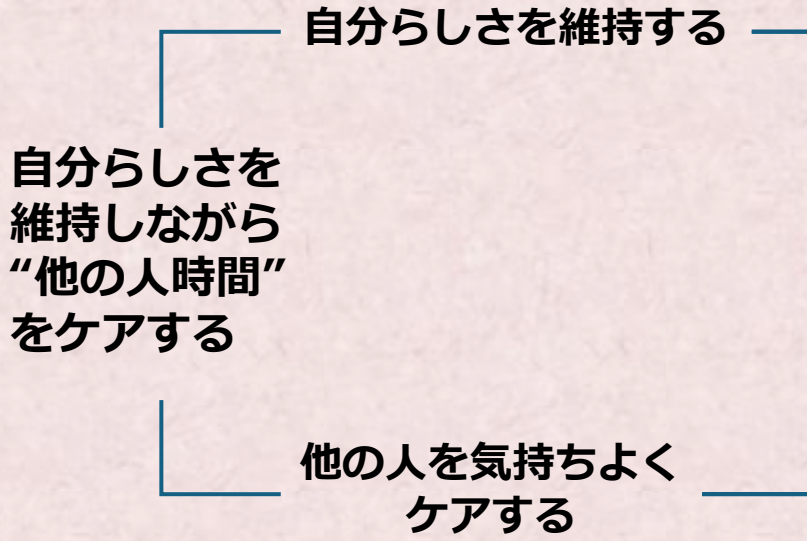 自分らしさを維持する
自分らしさを
維持しながら
“他の人時間”
をケアする
他の人を気持ちよく
ケアする